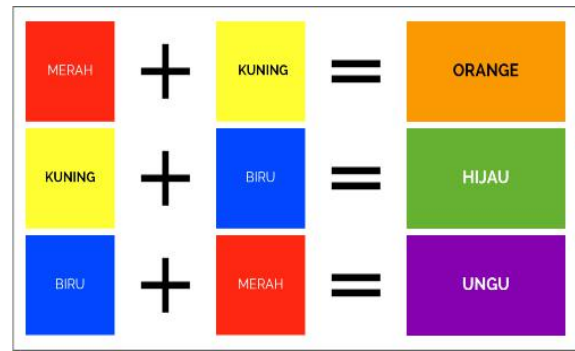 MERAH + KUNING = ORANGE
KUNING + BIRU = HIJAU
BIRU + MERAH = UNGU